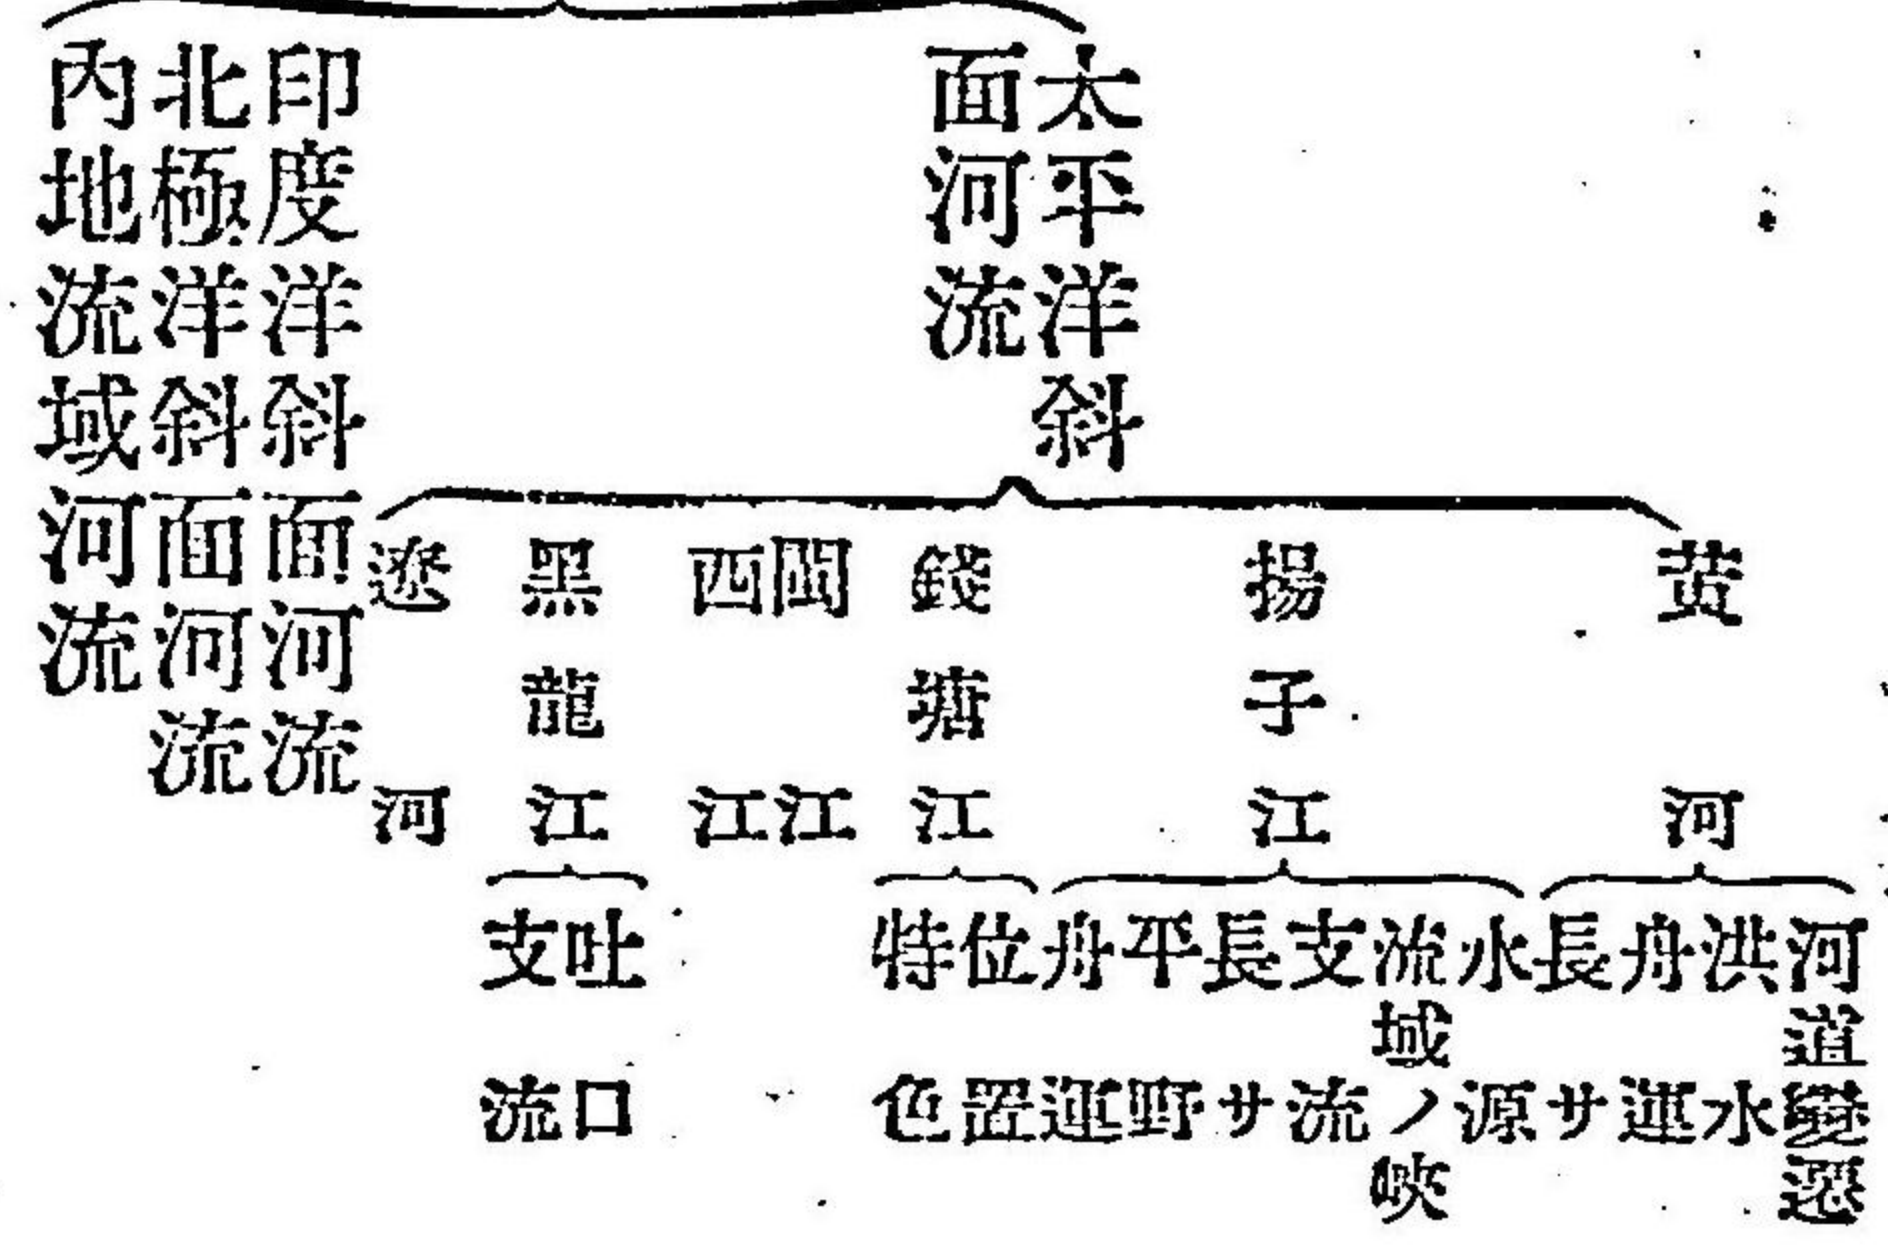 太平洋斜
面河流
黄河
河道變遷
洪水
舟運
長サ
揚子江
水源
流域ノ峽
支流
長サ
平野
舟運
錢塘江
位置
特色
閩江
西江
黑龍江
吐口
支流
遼河
印度洋斜面河流
北極洋斜面河流
內地流域河流